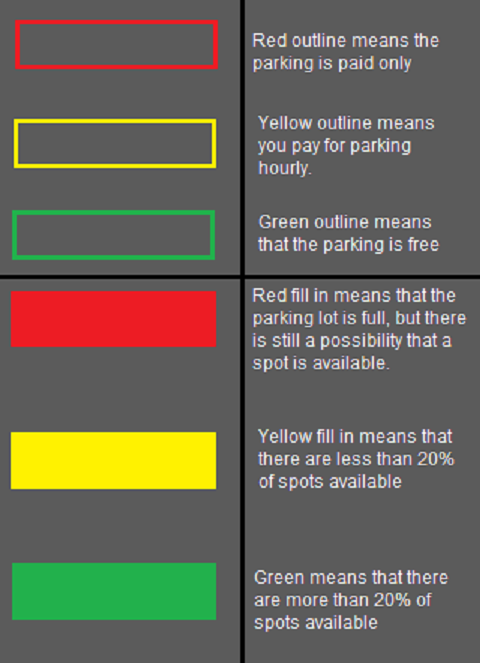 Red outline means the
parking is paid only
Yellow outline means
you pay for parking
hourly.
Green outline means
that the parking is free
Red fill in means that the
parking lot is full, but there
is still a possibility that a
spot is available.
Yellow fill in means that
there are less than 20%
of spots available
Green means that there
are more than 20% of
spots available